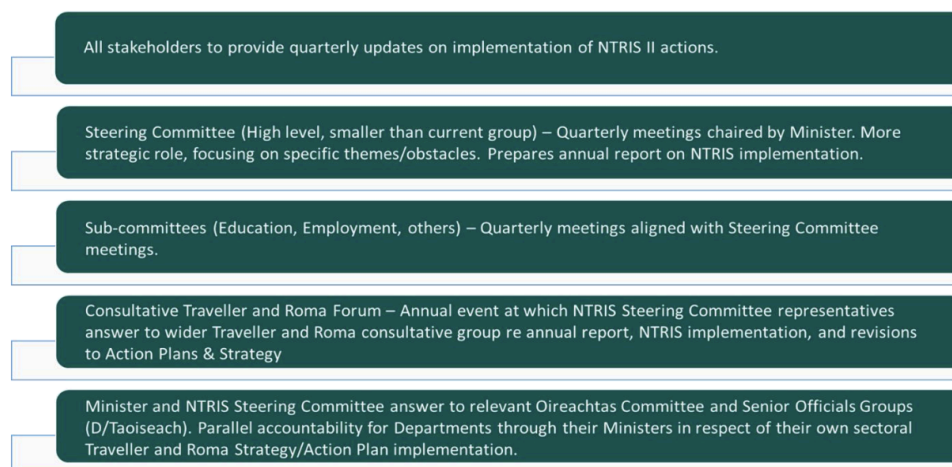 All stakeholders to provide quarterly updates on implementation of NTRIS II actions.
Steering Committee (High level, smaller than current group) – Quarterly meetings chaired by Minister. More
strategic role, focusing on specific themes/obstacles. Prepares annual report on NTRIS implementation.
Sub-committees (Education, Employment, others) – Quarterly meetings aligned with Steering Committee
meetings.
Consultative Traveller and Roma Forum – Annual event at which NTRIS Steering Committee representatives
answer to wider Traveller and Roma consultative group re annual report, NTRIS implementation, and revisions
to Action Plans & Strategy
Minister and NTRIS Steering Committee answer to relevant Oireachtas Committee and Senior Officials Groups
(D/Taoiseach). Parallel accountability for Departments through their Ministers in respect of their own sectoral
Traveller and Roma Strategy/Action Plan implementation.